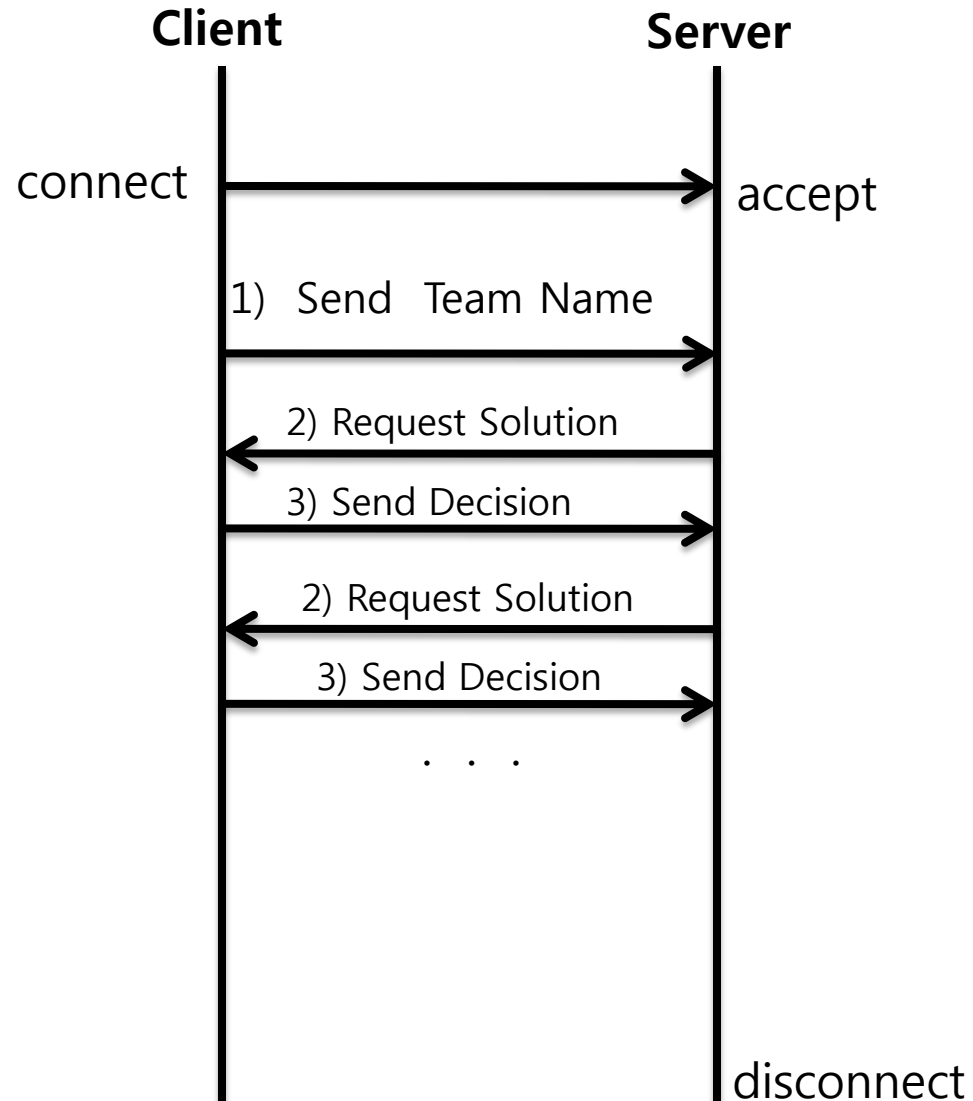 Client
Server
connect
accept
1) Send Team Name
2) Request Solution
3) Send Decision
2) Request Solution
3) Send Decision
. . .
disconnect